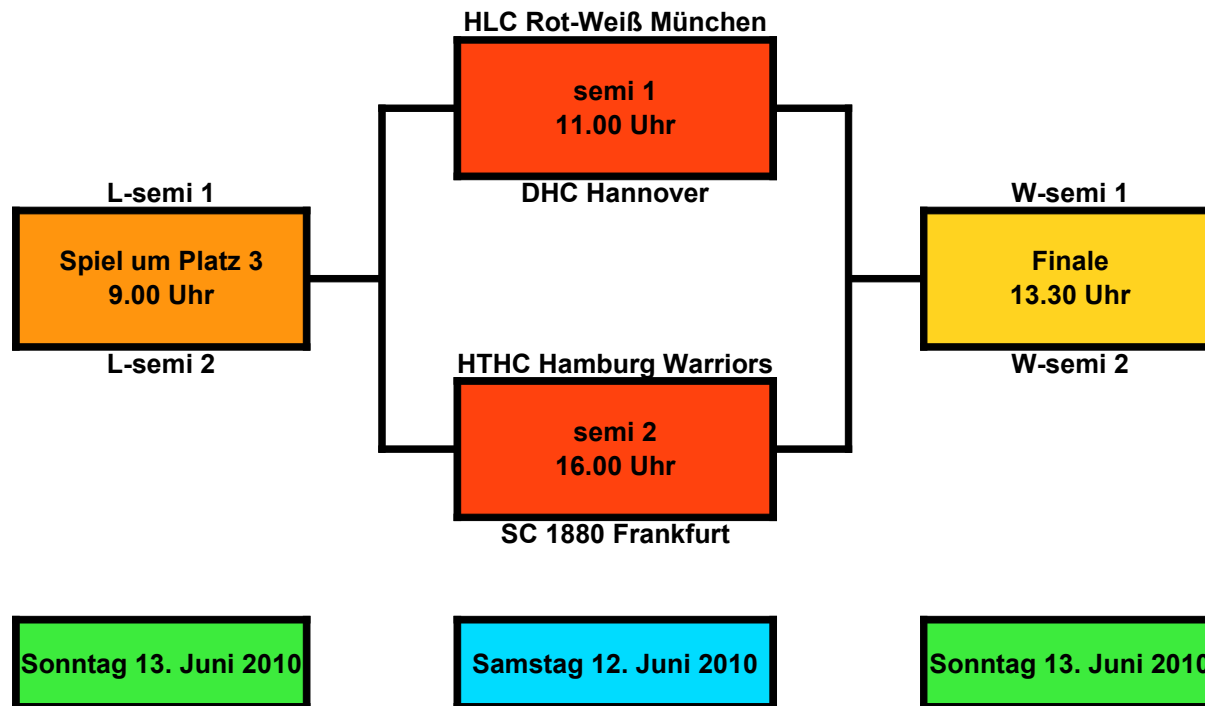 HLC Rot-Weiß München
semi 1
11.00 Uhr
DHC Hannover
L-semi 1
Spiel um Platz 3
9.00 Uhr
L-semi 2
W-semi 1
Finale
13.30 Uhr
W-semi 2
HTHC Hamburg Warriors
semi 2
16.00 Uhr
SC 1880 Frankfurt
Sonntag 13. Juni 2010
Samstag 12. Juni 2010
Sonntag 13. Juni 2010